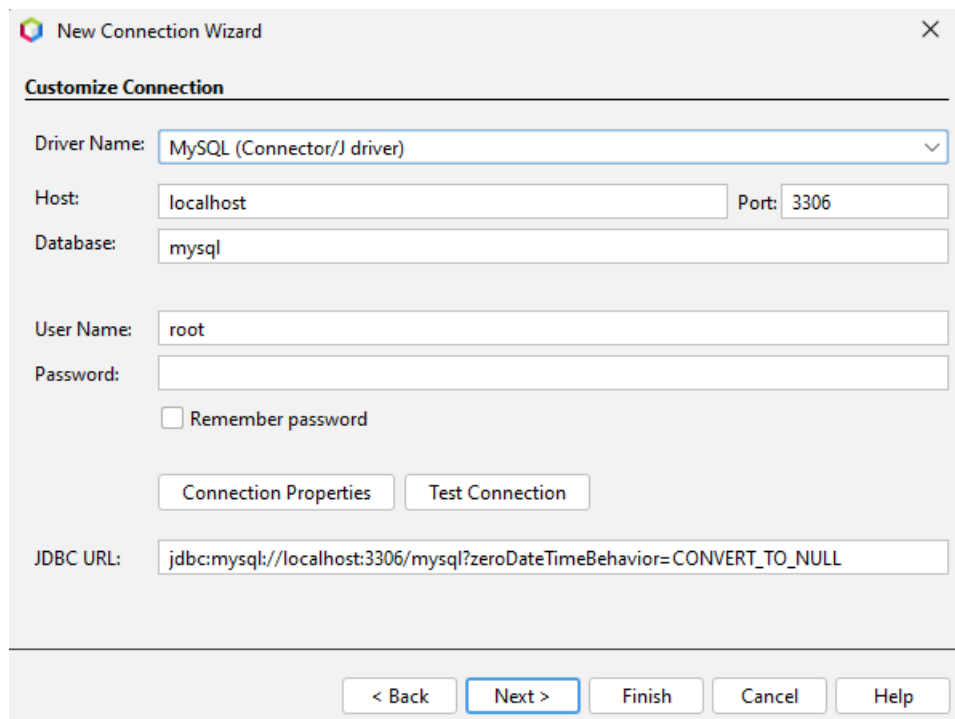 New Connection Wizard
Customize Connection
Driver Name: MySQL (Connector/J driver)
Host: localhost Port: 3306
Database: mysql
User Name: root
Password:
Remember password
Connection Properties Test Connection
JDBC URL: jdbc:mysql://localhost:3306/mysql?zeroDateTimeBehavior=CONVERT_TO_NULL
< Back Next > Finish Cancel Help